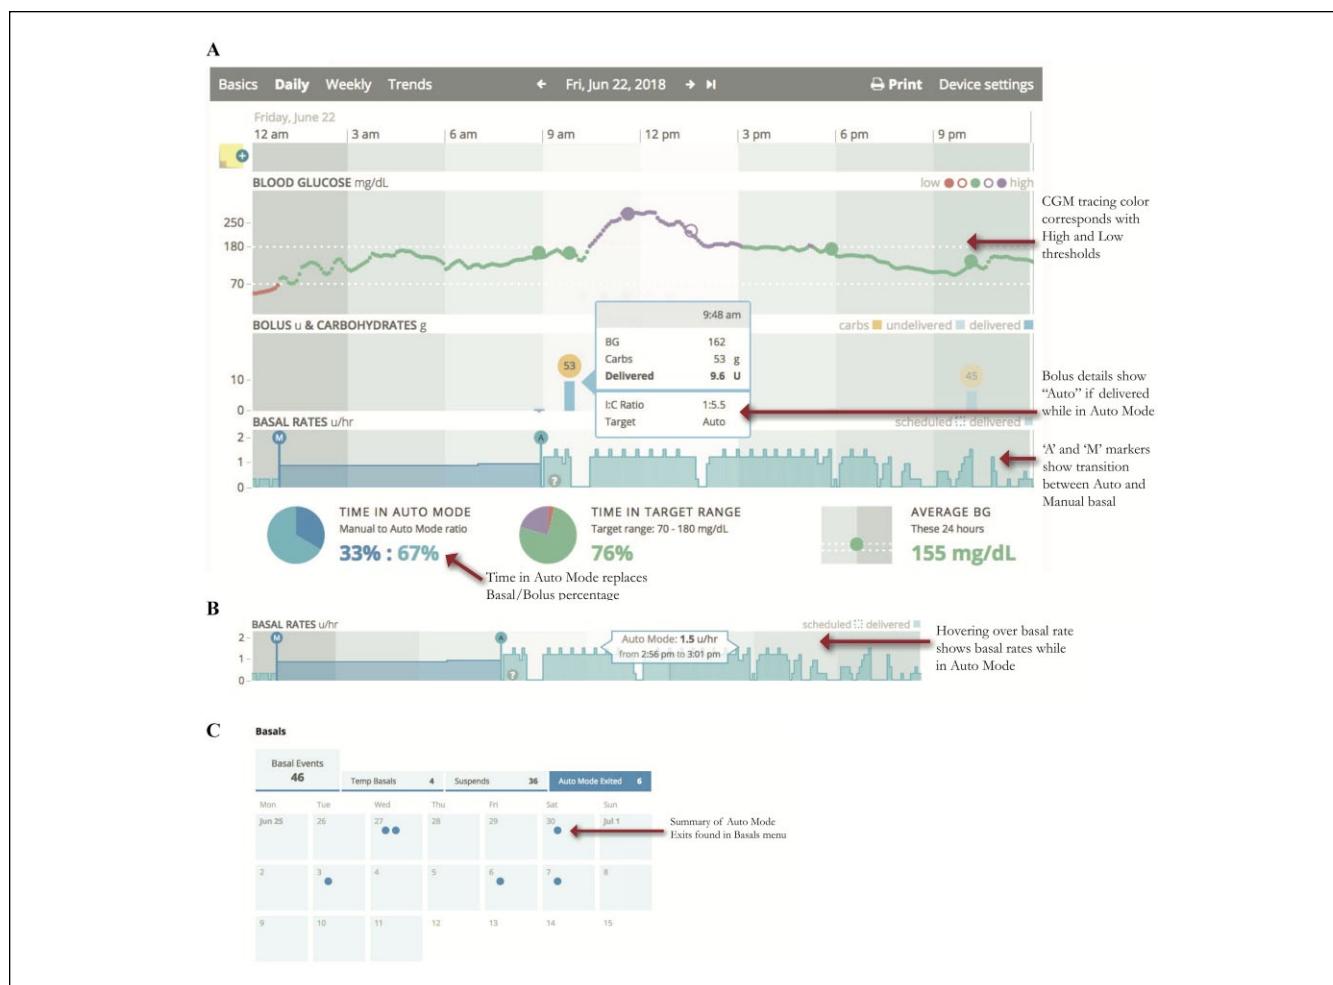 A
Basics Daily Weekly Trends Fri, Jun 22, 2018 Print Device settings
Friday, June 22
12 am 3 am 6 am 9 am 12 pm 3 pm 6 pm 9 pm
BLOOD GLUCOSE mg/dL low high
250
180
70
CGM tracing color
corresponds with
High and Low
thresholds
BOLUS u & CARBOHYDRATES g carbs undelivered delivered
10
0
53
9:48 am
BG 162
Carbs 53 g
Delivered 9.6 U
I:C Ratio 1:5.5
Target Auto
45
Bolus details show
“Auto” if delivered
while in Auto Mode
BASAL RATES u/hr scheduled delivered
2
1
0
M
A
?
‘A’ and ‘M’ markers
show transition
between Auto and
Manual basal
TIME IN AUTO MODE
Manual to Auto Mode ratio
33% : 67%
TIME IN TARGET RANGE
Target range: 70 - 180 mg/dL
76%
AVERAGE BG
These 24 hours
155 mg/dL
Time in Auto Mode replaces
Basal/Bolus percentage
B
BASAL RATES u/hr scheduled delivered
2
1
0
M
A
?
Auto Mode: 1.5 u/hr
from 2:56 pm to 3:01 pm
Hovering over basal rate
shows basal rates while
in Auto Mode
C
Basals
Basal Events
46
Temp Basals 4 Suspends 36 Auto Mode Exited 6
Mon Tue Wed Thu Fri Sat Sun
Jun 25 26 27 28 29 30 Jul 1
2 3 4 5 6 7 8
9 10 11 12 13 14 15
Summary of Auto Mode
Exits found in Basals menu